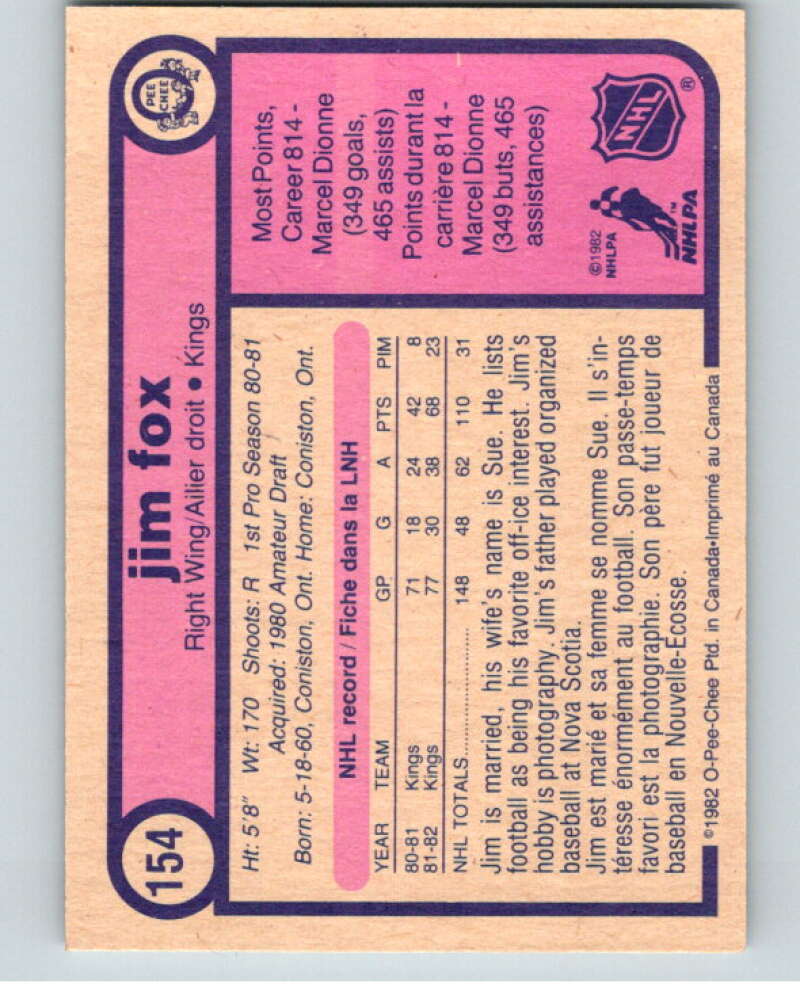 154
jim fox
Right Wing/Ailier droit • Kings
PEE
CHEE
Ht: 5'8" Wt: 170 Shoots: R 1st Pro Season 80-81
Acquired: 1980 Amateur Draft
Born: 5-18-60, Coniston, Ont. Home: Coniston, Ont.
NHL record / Fiche dans la LNH
YEAR TEAM GP G A PTS PIM
80-81 Kings 71 18 24 42 8
81-82 Kings 77 30 38 68 23
NHL TOTALS.................... 148 48 62 110 31
Jim is married, his wife's name is Sue. He lists
football as being his favorite off-ice interest. Jim's
hobby is photography. Jim's father played organized
baseball at Nova Scotia.
Jim est marié et sa femme se nomme Sue. Il s'in-
téresse énormément au football. Son passe-temps
favori est la photographie. Son père fut joueur de
baseball en Nouvelle-Ecosse.
©1982 O-Pee-Chee Ptd. in Canada•Imprimé au Canada
Most Points,
Career 814 -
Marcel Dionne
(349 goals,
465 assists)
Points durant la
carrière 814 -
Marcel Dionne
(349 buts, 465
assistances)
©1982
NHLPA
™
NHLPA
NHL
®